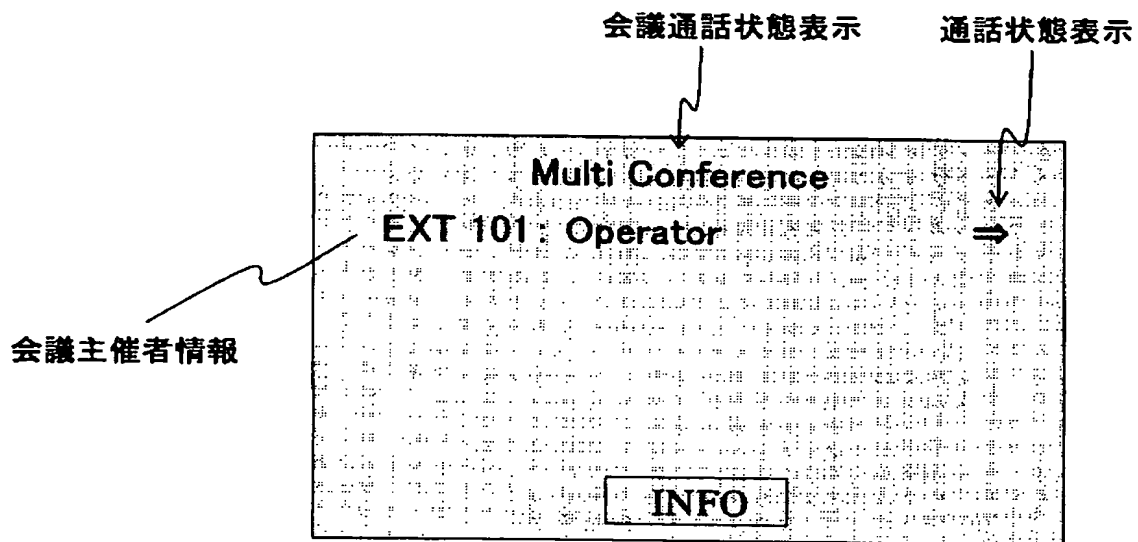 会議通話状態表示
通話状態表示
Multi Conference
EXT 101: Operator ⇒
会議主催者情報
INFO